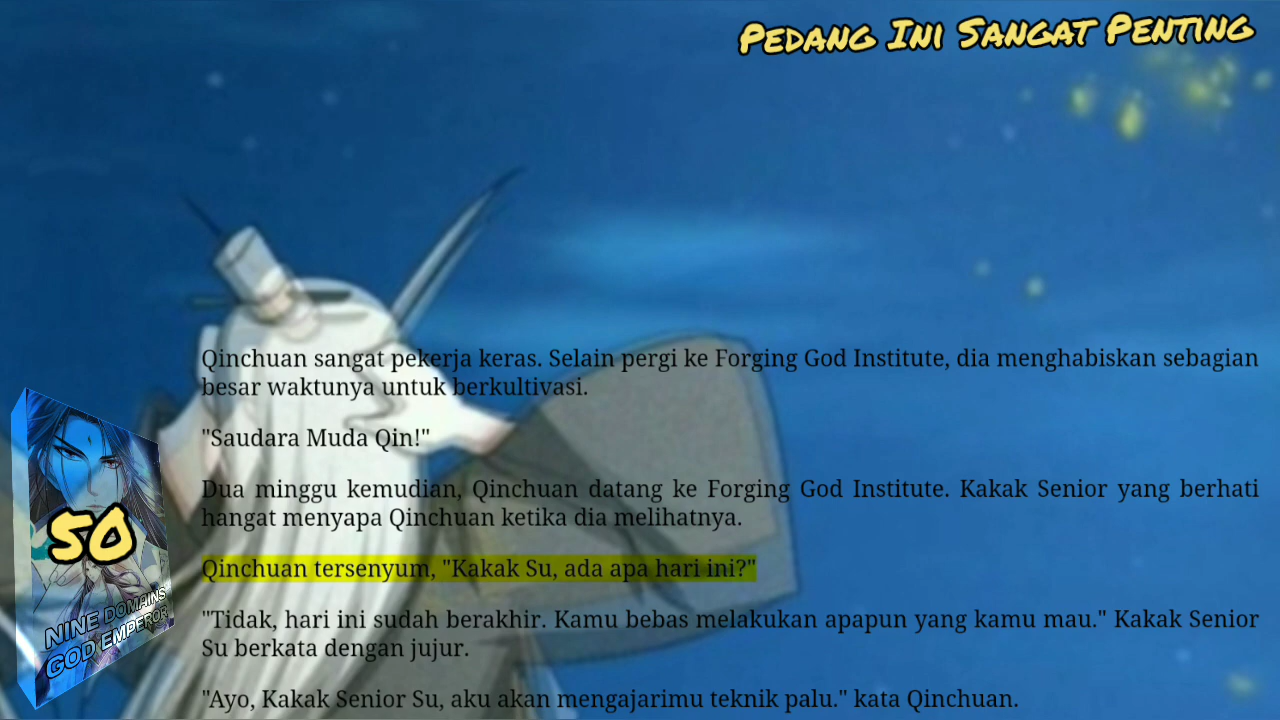 Pedang Ini Sangat Penting
Qinchuan sangat pekerja keras. Selain pergi ke Forging God Institute, dia menghabiskan sebagian
besar waktunya untuk berkultivasi.
"Saudara Muda Qin!"
Dua minggu kemudian, Qinchuan datang ke Forging God Institute. Kakak Senior yang berhati
hangat menyapa Qinchuan ketika dia melihatnya.
Qinchuan tersenyum, "Kakak Su, ada apa hari ini?"
"Tidak, hari ini sudah berakhir. Kamu bebas melakukan apapun yang kamu mau." Kakak Senior
Su berkata dengan jujur.
"Ayo, Kakak Senior Su, aku akan mengajarimu teknik palu." kata Qinchuan.
50
NINE DOMAINS
GOD EMPEROR